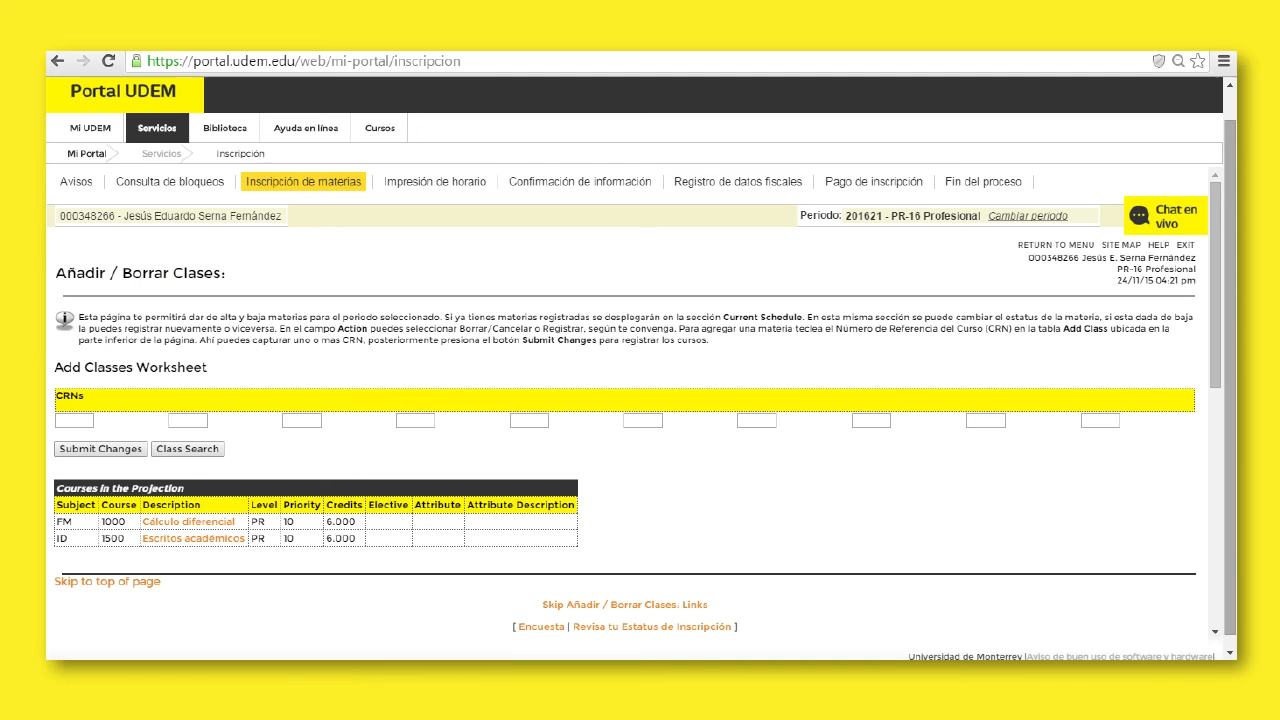 https://portal.udem.edu/web/mi-portal/inscripcion
Portal UDEM
Mi UDEM Servicios Biblioteca Ayuda en línea Cursos
Mi Portal Servicios Inscripción
Avisos Consulta de bloqueos Inscripción de materias Impresión de horario Confirmación de información Registro de datos fiscales Pago de inscripción Fin del proceso
000348266 - Jesús Eduardo Serna Fernández Periodo: 201621 - PR-16 Profesional Cambiar periodo
Chat en
vivo
RETURN TO MENU SITE MAP HELP EXIT
000348266 Jesús E. Serna Fernández
PR-16 Profesional
24/11/15 04:21 pm
Añadir / Borrar Clases:
Esta página te permitirá dar de alta y baja materias para el periodo seleccionado. Si ya tienes materias registradas se desplegarán en la sección Current Schedule. En esta misma sección se puede cambiar el estatus de la materia, si esta dada de baja
la puedes registrar nuevamente o viceversa. En el campo Action puedes seleccionar Borrar/Cancelar o Registrar, según te convenga. Para agregar una materia teclea el Número de Referencia del Curso (CRN) en la tabla Add Class ubicada en la
parte inferior de la página. Ahí puedes capturar uno o mas CRN, posteriormente presiona el botón Submit Changes para registrar los cursos.
Add Classes Worksheet
CRNs
Submit Changes Class Search
Courses in the Projection
Subject Course Description Level Priority Credits Elective Attribute Attribute Description
FM 1000 Cálculo diferencial PR 10 6.000
ID 1500 Escritos académicos PR 10 6.000
Skip to top of page
Skip Añadir / Borrar Clases. Links
[ Encuesta | Revisa tu Estatus de Inscripción ]
Universidad de Monterrey |Aviso de buen uso de software y hardware|